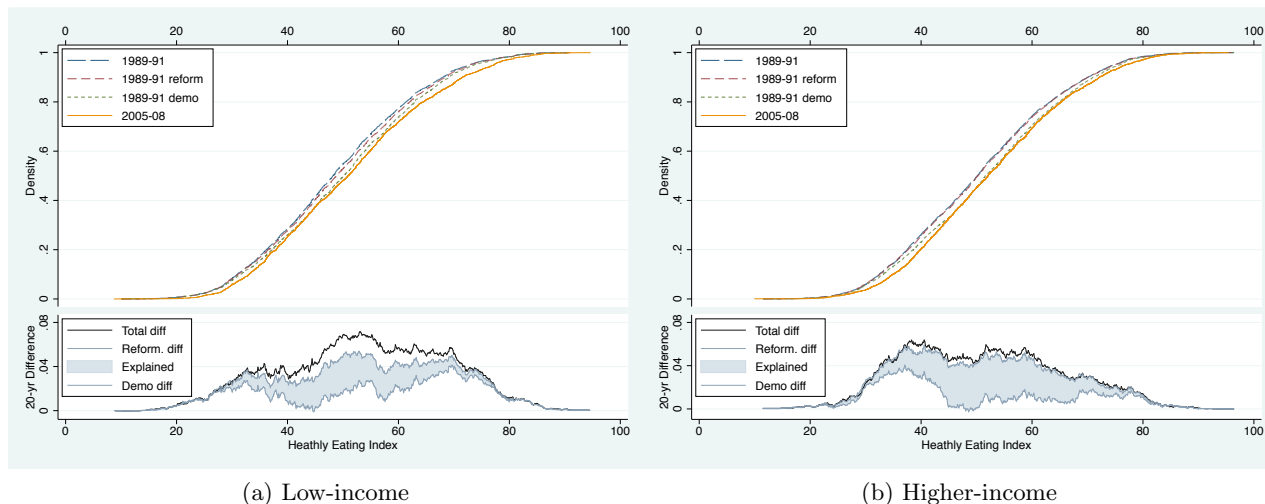 0 20 40 60 80 100
1989-91
1989-91 reform
1989-91 demo
2005-08
Density
0 .2 .4 .6 .8 1
Total diff
Reform. diff
Explained
Demo diff
20-yr Difference
0 .04 .08
0 20 40 60 80 100
Heathly Eating Index
(a) Low-income
0 20 40 60 80 100
1989-91
1989-91 reform
1989-91 demo
2005-08
Density
0 .2 .4 .6 .8 1
Total diff
Reform. diff
Explained
Demo diff
20-yr Difference
0 .04 .08
0 20 40 60 80 100
Heathly Eating Index
(b) Higher-income